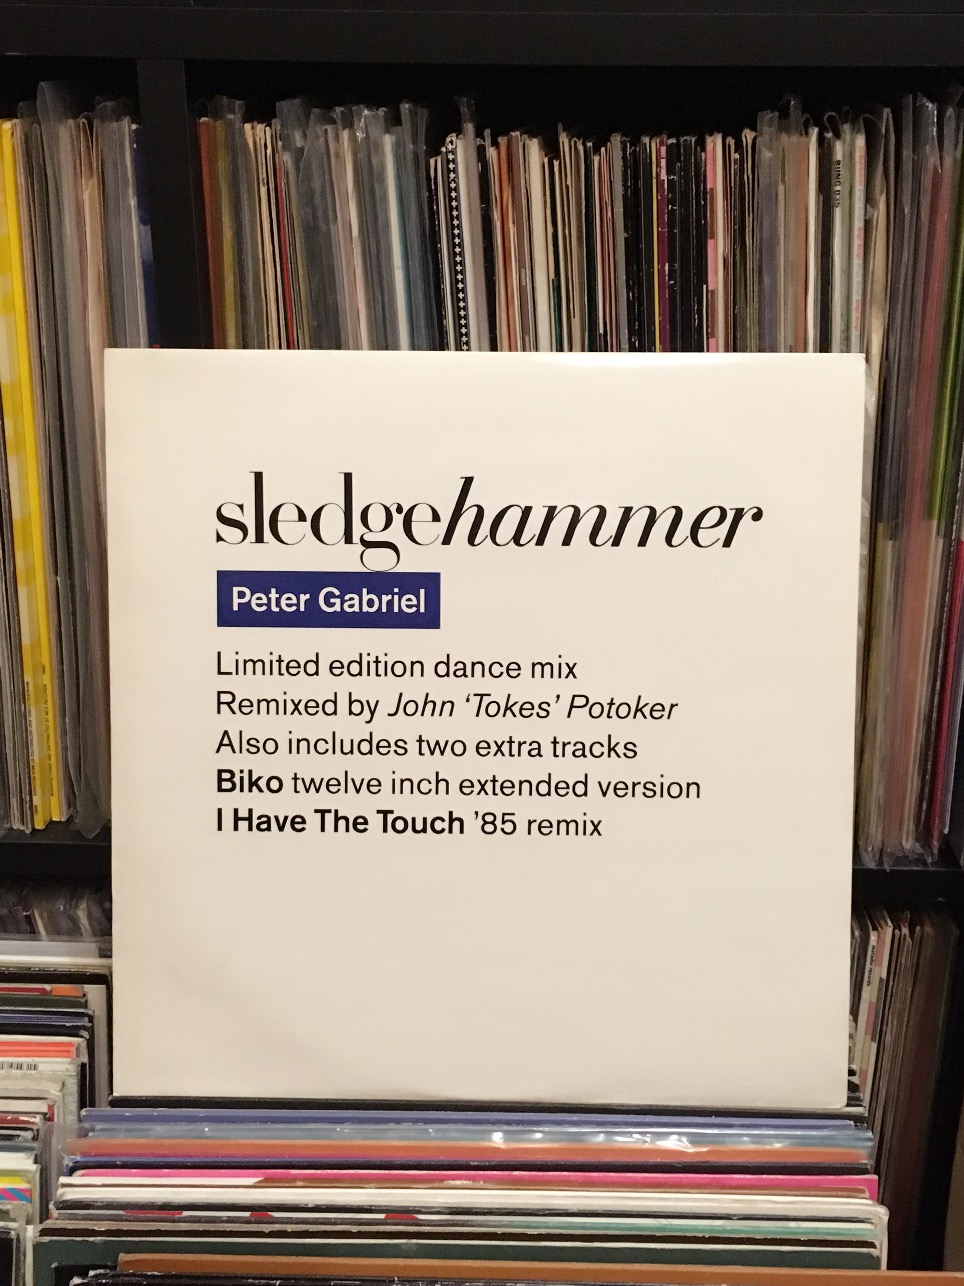 sledgehammer
Peter Gabriel
Limited edition dance mix
Remixed by John ‘Tokes’ Potoker
Also includes two extra tracks
Biko twelve inch extended version
I Have The Touch ’85 remix